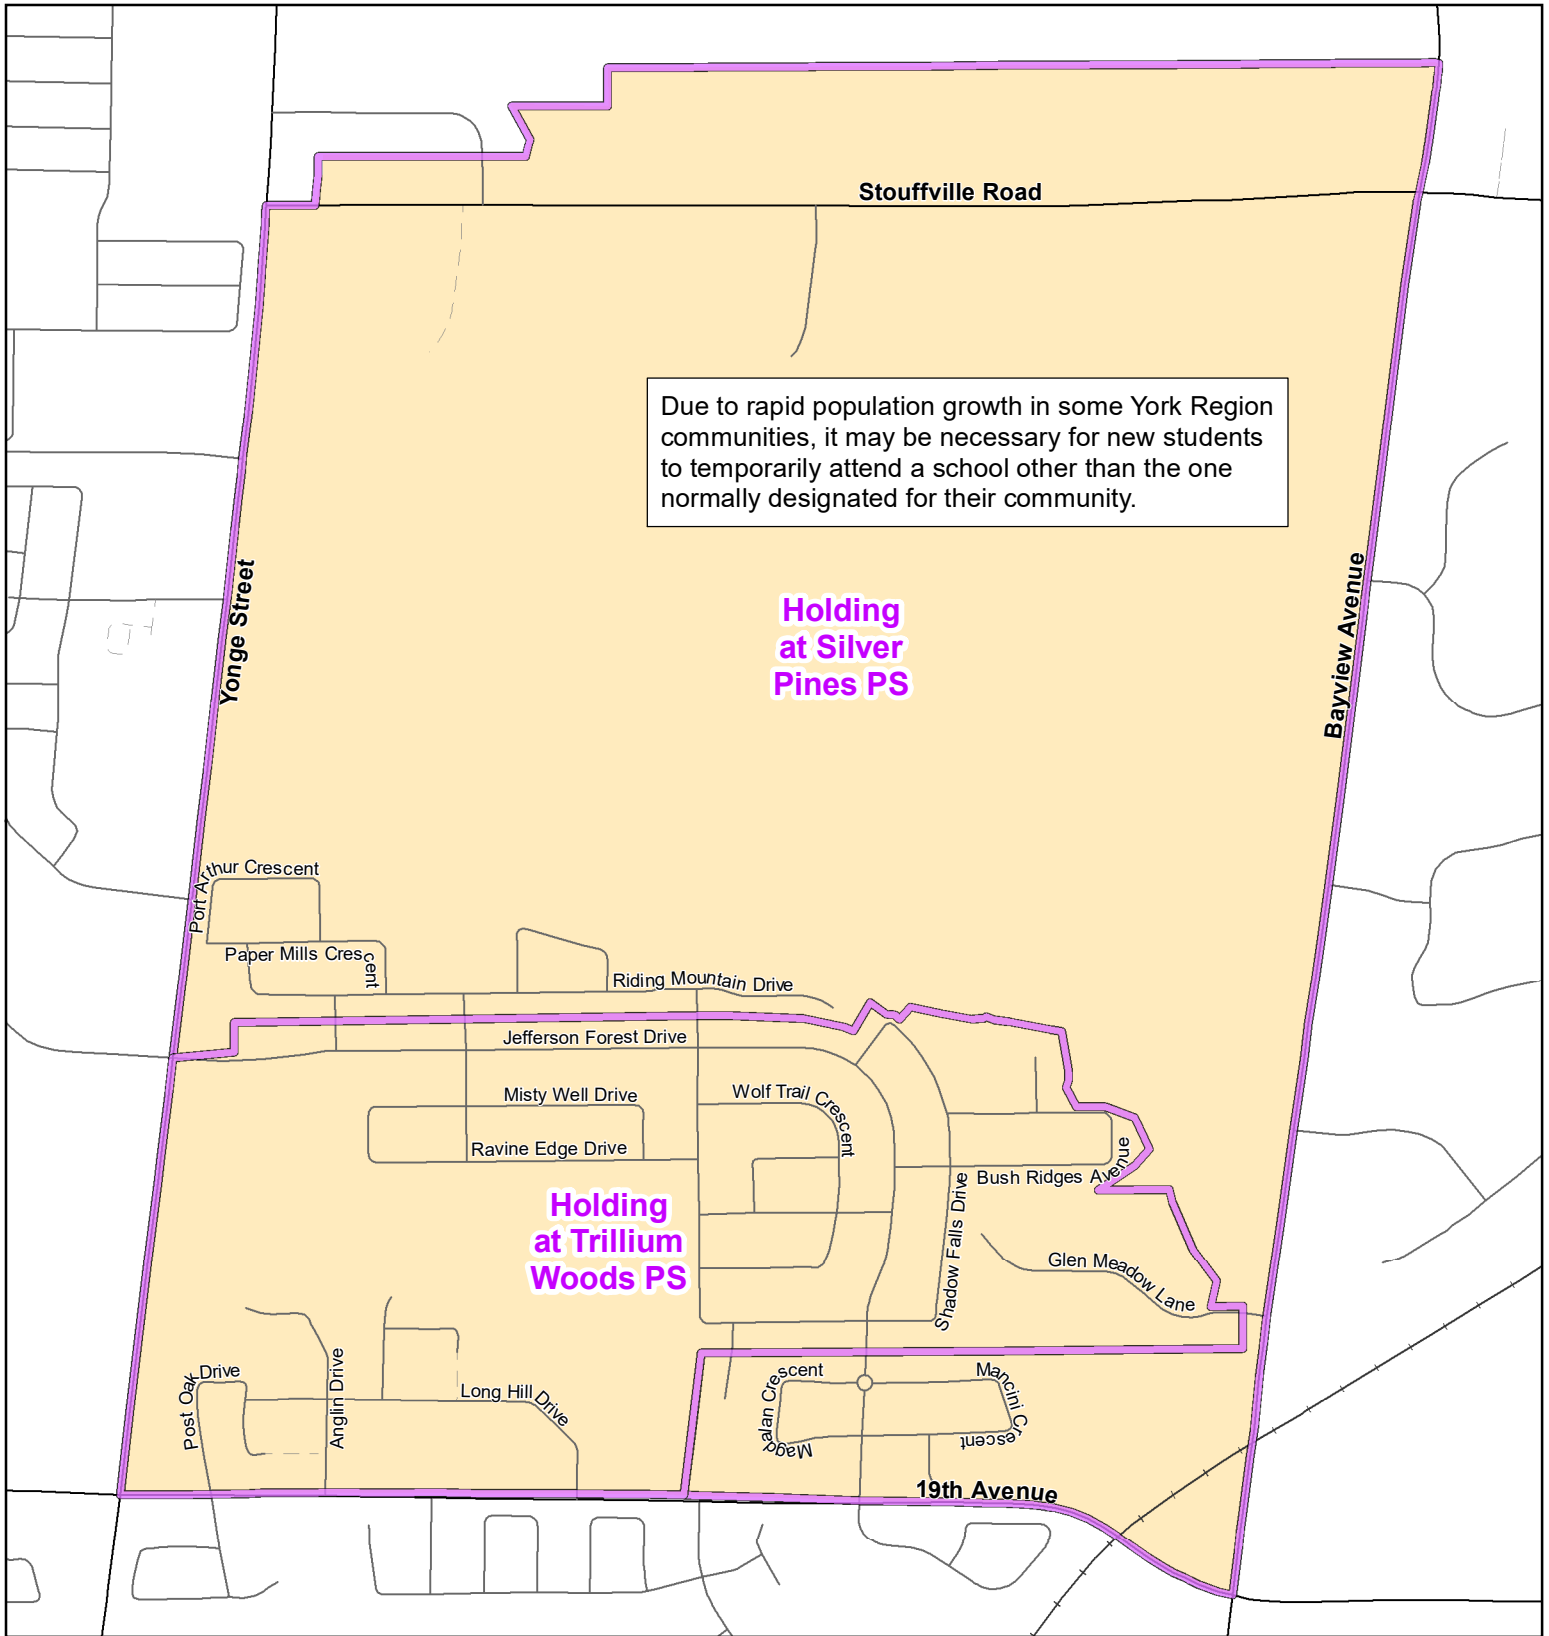 Stouffville Road
Due to rapid population growth in some York Region
communities, it may be necessary for new students
to temporarily attend a school other than the one
normally designated for their community.
Yonge Street
Bayview Avenue
Holding
at Silver
Pines PS
Port Arthur Crescent
Paper Mills Crescent
Riding Mountain Drive
Jefferson Forest Drive
Misty Well Drive
Wolf Trail Crescent
Ravine Edge Drive
Bush Ridges Avenue
Shadow Falls Drive
Holding
at Trillium
Woods PS
Glen Meadow Lane
Post Oak Drive
Anglin Drive
Long Hill Drive
Magdalan Crescent
Mancini Crescent
19th Avenue